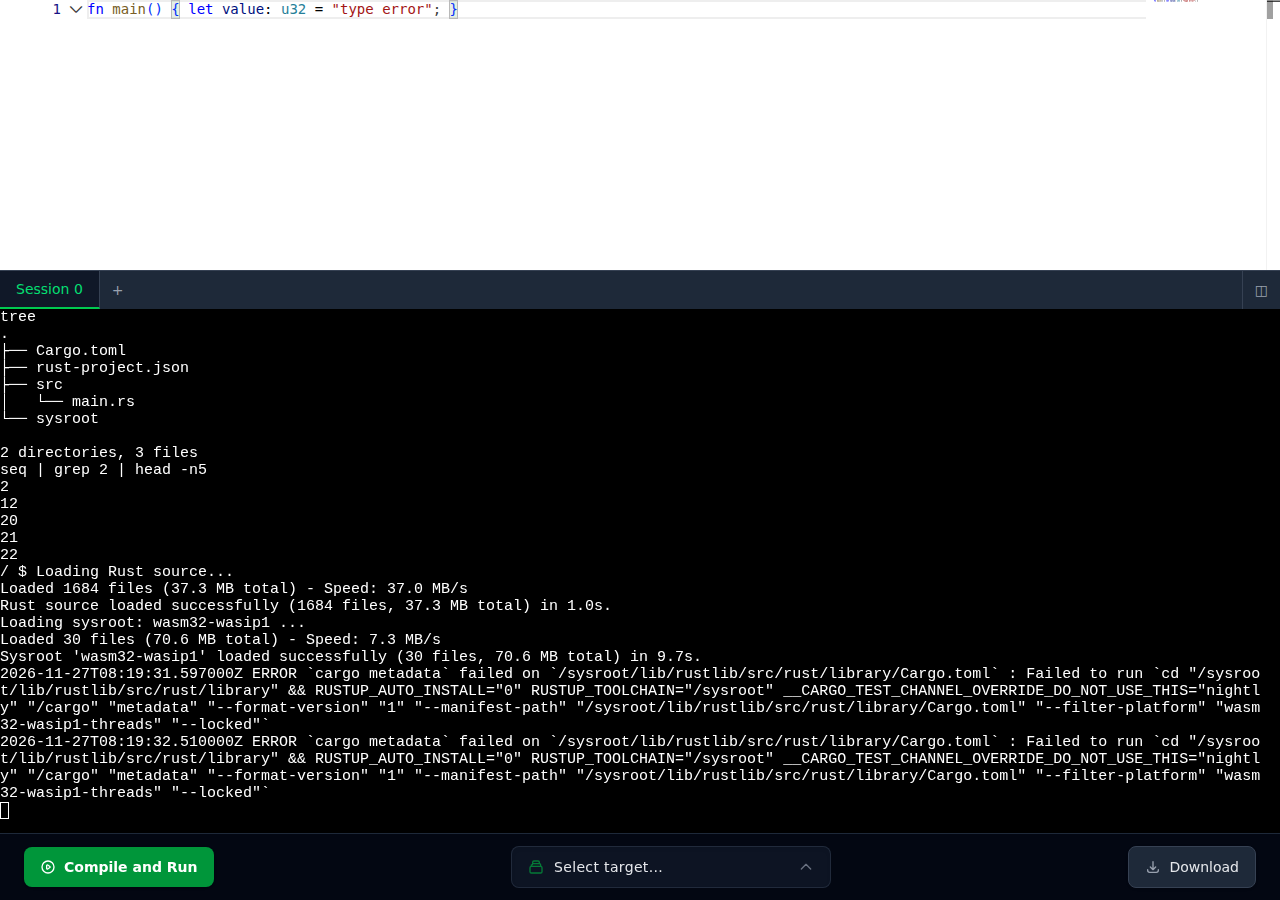 1 fn main() { let value: u32 = "type error"; }
Session 0 +
tree
.
├── Cargo.toml
├── rust-project.json
├── src
│   └── main.rs
└── sysroot
2 directories, 3 files
seq | grep 2 | head -n5
2
12
20
21
22
/ $ Loading Rust source...
Loaded 1684 files (37.3 MB total) - Speed: 37.0 MB/s
Rust source loaded successfully (1684 files, 37.3 MB total) in 1.0s.
Loading sysroot: wasm32-wasip1 ...
Loaded 30 files (70.6 MB total) - Speed: 7.3 MB/s
Sysroot 'wasm32-wasip1' loaded successfully (30 files, 70.6 MB total) in 9.7s.
2026-11-27T08:19:31.597000Z ERROR `cargo metadata` failed on `/sysroot/lib/rustlib/src/rust/library/Cargo.toml` : Failed to run `cd "/sysroo
t/lib/rustlib/src/rust/library" && RUSTUP_AUTO_INSTALL="0" RUSTUP_TOOLCHAIN="/sysroot" __CARGO_TEST_CHANNEL_OVERRIDE_DO_NOT_USE_THIS="nightl
y" "/cargo" "metadata" "--format-version" "1" "--manifest-path" "/sysroot/lib/rustlib/src/rust/library/Cargo.toml" "--filter-platform" "wasm
32-wasip1-threads" "--locked"`
2026-11-27T08:19:32.510000Z ERROR `cargo metadata` failed on `/sysroot/lib/rustlib/src/rust/library/Cargo.toml` : Failed to run `cd "/sysroo
t/lib/rustlib/src/rust/library" && RUSTUP_AUTO_INSTALL="0" RUSTUP_TOOLCHAIN="/sysroot" __CARGO_TEST_CHANNEL_OVERRIDE_DO_NOT_USE_THIS="nightl
y" "/cargo" "metadata" "--format-version" "1" "--manifest-path" "/sysroot/lib/rustlib/src/rust/library/Cargo.toml" "--filter-platform" "wasm
32-wasip1-threads" "--locked"`
Compile and Run
Select target...
Download